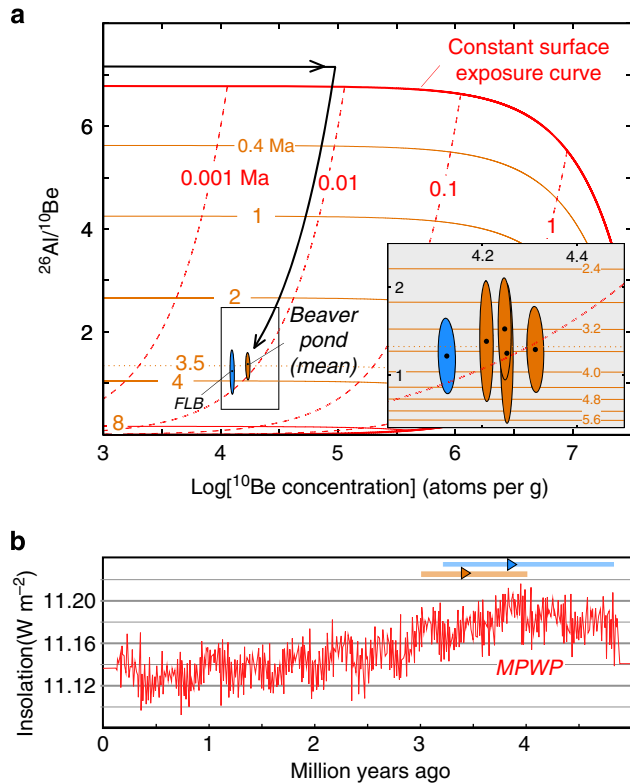 a
Constant surface
exposure curve
6
4
2
²⁶Al/¹⁰Be
0.4 Ma
0.001 Ma
0.01
0.1
1
1
2
3.5
4
8
FLB
Beaver
pond
(mean)
4.2
4.4
2
1
2.4
3.2
4.0
4.8
5.6
3
4
5
6
7
Log[¹⁰Be concentration] (atoms per g)
b
Insolation(W m⁻²)
11.20
11.16
11.12
MPWP
0
1
2
3
4
Million years ago